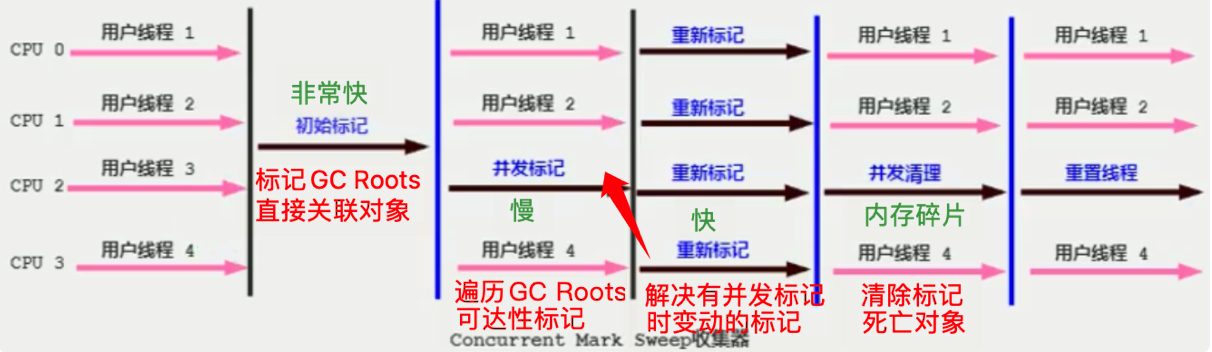 CPU 0
用户线程 1
用户线程 1
重新标记
用户线程 1
用户线程 1
非常快
CPU 1
用户线程 2
初始标记
用户线程 2
重新标记
用户线程 2
用户线程 2
CPU 2
用户线程 3
标记GC Roots
直接关联对象
并发标记
慢
重新标记
快
并发清理
内存碎片
重置线程
CPU 3
用户线程 4
用户线程 4
重新标记
用户线程 4
用户线程 4
遍历GC Roots
可达性标记
解决有并发标记
时变动的标记
清除标记
死亡对象
Concurrent Mark Sweep收集器